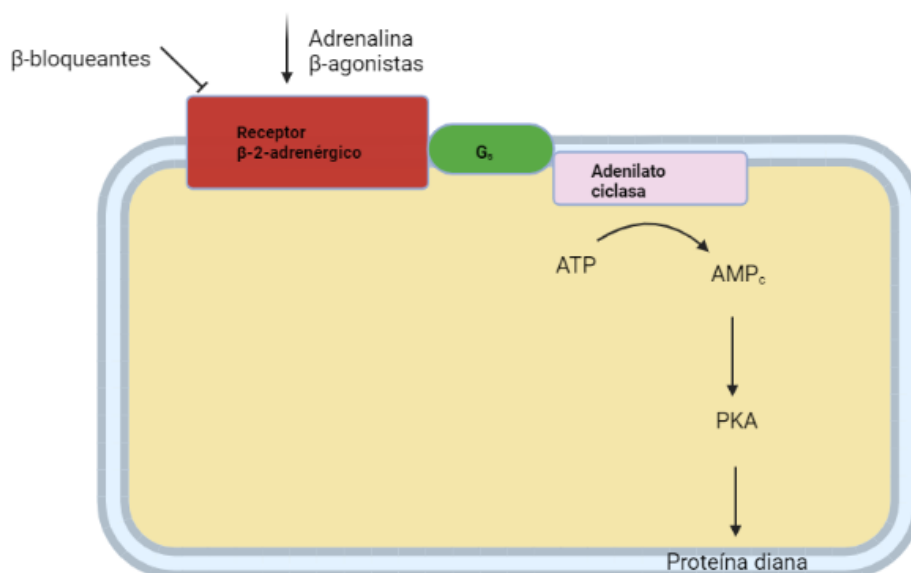 β-bloqueantes
Adrenalina
β-agonistas
Receptor
β-2-adrenérgico
Gs
Adenilato
ciclasa
ATP
AMPc
PKA
Proteína diana